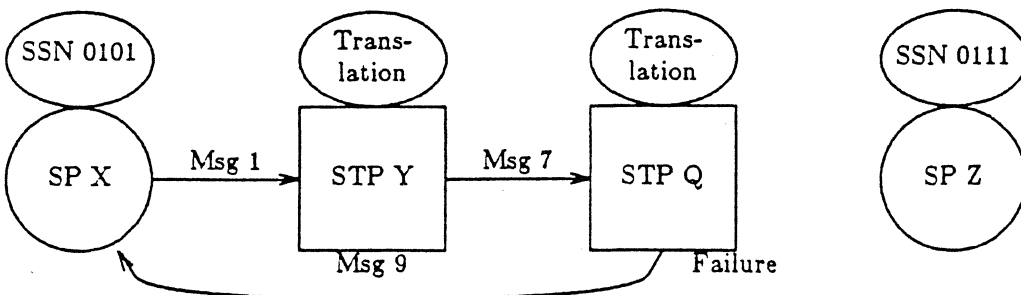 SSN 0101
Trans-
lation
Trans-
lation
SSN 0111
SP X
Msg 1
STP Y
Msg 7
STP Q
SP Z
Msg 9
Failure